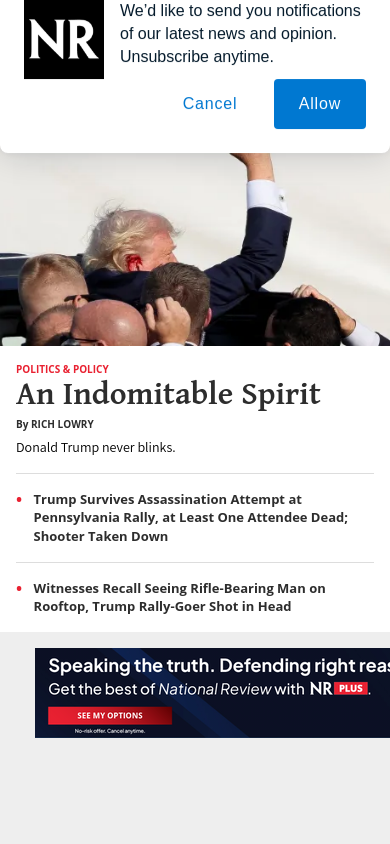 NR
We’d like to send you notifications
of our latest news and opinion.
Unsubscribe anytime.
Cancel
Allow
POLITICS & POLICY
An Indomitable Spirit
By RICH LOWRY
Donald Trump never blinks.
Trump Survives Assassination Attempt at
Pennsylvania Rally, at Least One Attendee Dead;
Shooter Taken Down
Witnesses Recall Seeing Rifle-Bearing Man on
Rooftop, Trump Rally-Goer Shot in Head
Speaking the truth. Defending right reas
Get the best of National Review with NR PLUS.
SEE MY OPTIONS
No-risk offer. Cancel anytime.